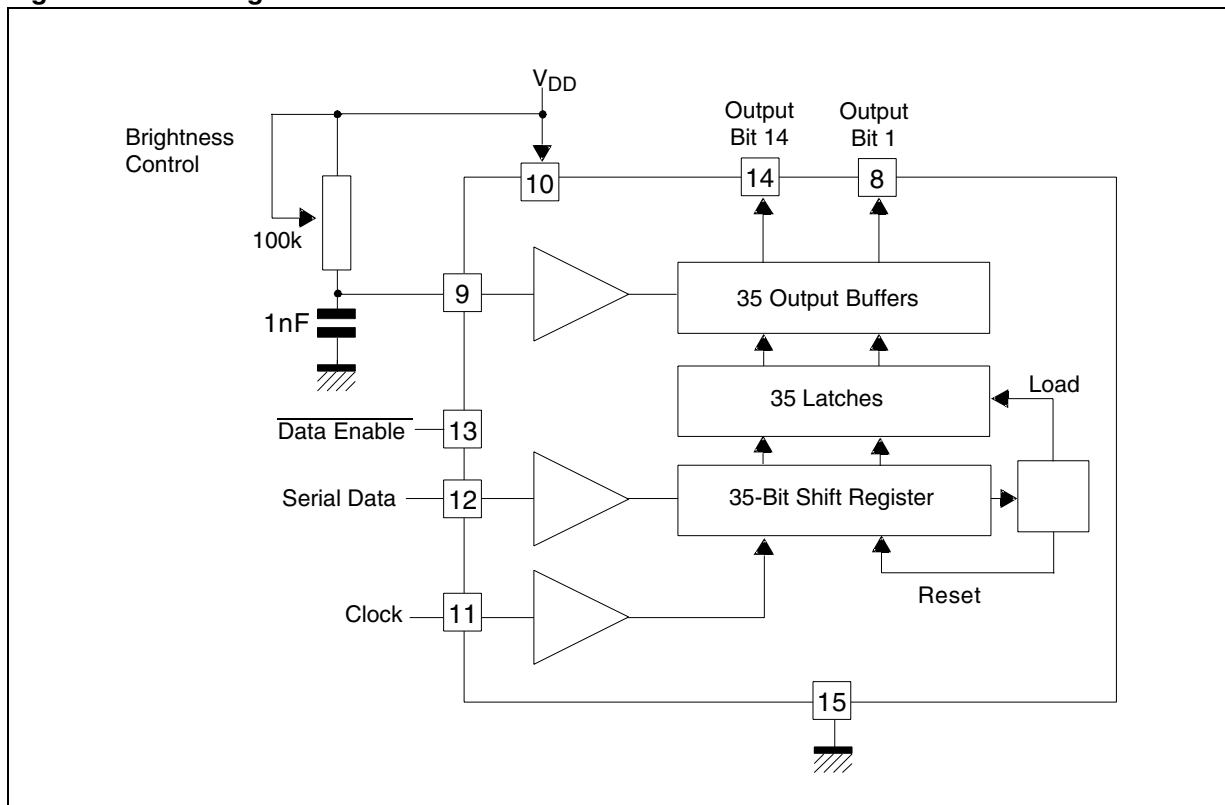 V_DD
Output
Bit 14
Output
Bit 1
Brightness
Control
10
14
8
100k
9
35 Output Buffers
1nF
35 Latches
Load
Data Enable
13
Serial Data
12
35-Bit Shift Register
Reset
Clock
11
15